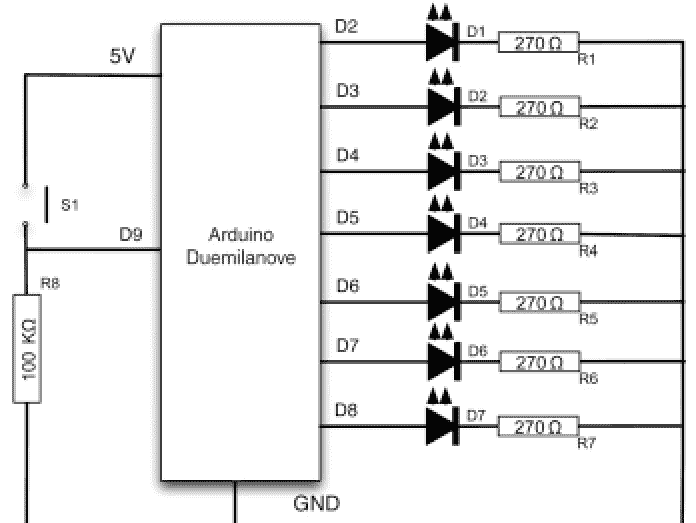 5V
S1
D9
R8
100 KΩ
Arduino
Duemilanove
GND
D2
D1
270 Ω
R1
D3
D2
270 Ω
R2
D4
D3
270 Ω
R3
D5
D4
270 Ω
R4
D6
D5
270 Ω
R5
D7
D6
270 Ω
R6
D8
D7
270 Ω
R7